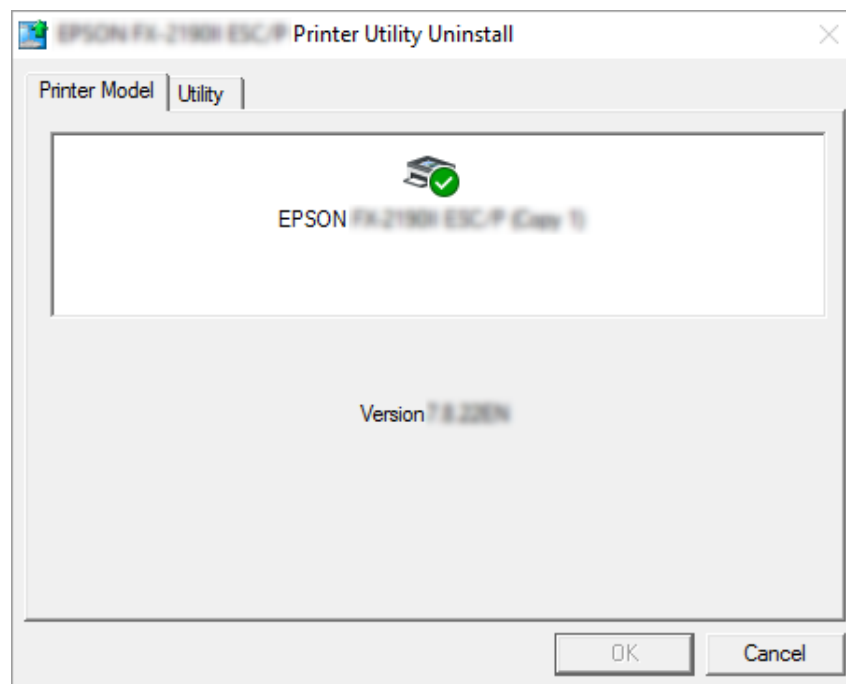 Printer Utility Uninstall
Printer Model
Utility
EPSON
Version
OK
Cancel